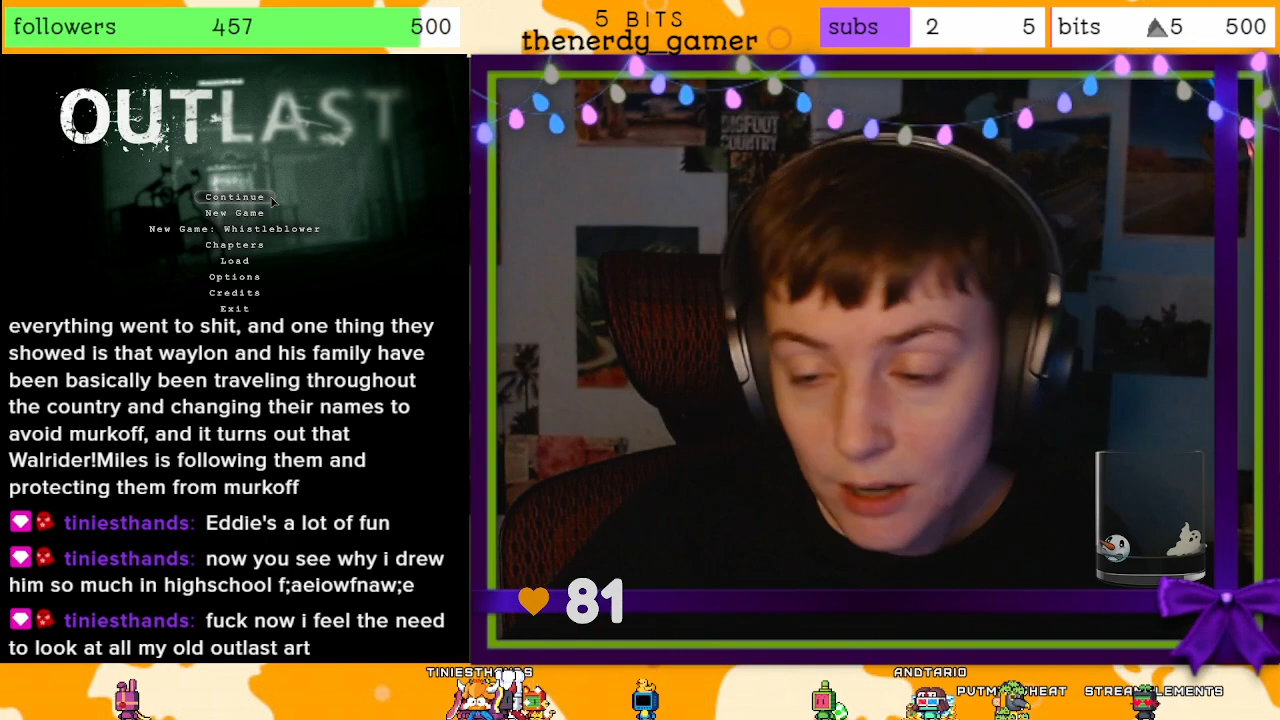 followers 457 500
5 BITS
thenerdy_gamer
subs 2 5
bits 5 500
OUTLAST
Continue
New Game
New Game: Whistleblower
Chapters
Load
Options
Credits
Exit
everything went to shit, and one thing they
showed is that waylon and his family have
been basically been traveling throughout
the country and changing their names to
avoid murkoff, and it turns out that
Walrider!Miles is following them and
protecting them from murkoff
tiniesthands: Eddie's a lot of fun
tiniesthands: now you see why i drew
him so much in highschool f;aeiowfnaw;e
tiniesthands: fuck now i feel the need
to look at all my old outlast art
BIGFOOT
COUNTRY
81
TINIESTHANDS
ANDTARIO